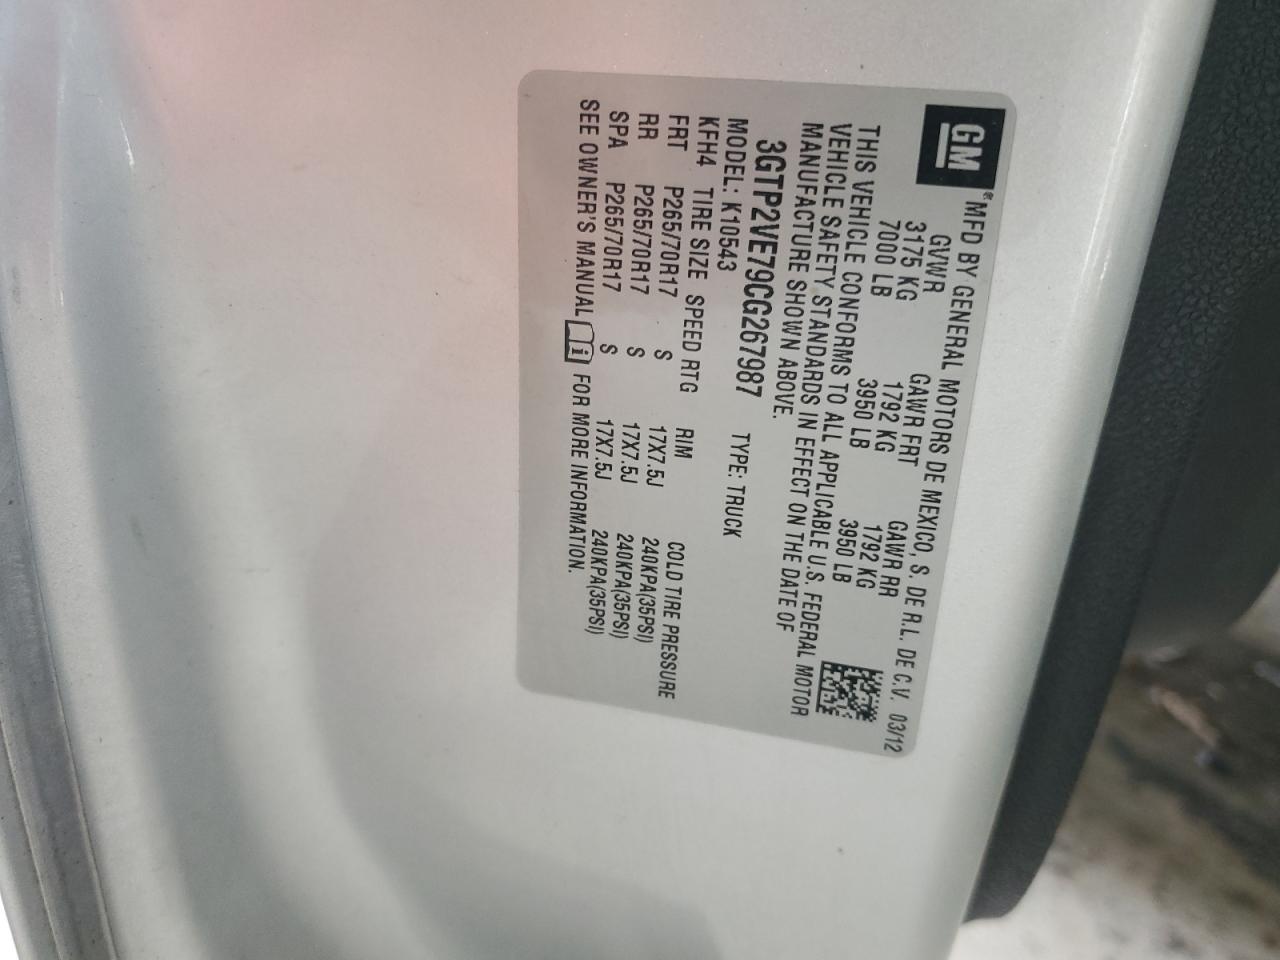 GM
® MFD BY GENERAL MOTORS DE MEXICO, S. DE R.L. DE C.V. 03/12
GVWR GAWR FRT GAWR RR
3175 KG 1792 KG 1792 KG
7000 LB 3950 LB 3950 LB
THIS VEHICLE CONFORMS TO ALL APPLICABLE U.S. FEDERAL MOTOR
VEHICLE SAFETY STANDARDS IN EFFECT ON THE DATE OF
MANUFACTURE SHOWN ABOVE.
3GTP2VE79CG267987 TYPE: TRUCK
MODEL: K10543
KFH4 TIRE SIZE SPEED RTG RIM COLD TIRE PRESSURE
FRT P265/70R17 S 17X7.5J 240KPA(35PSI)
RR P265/70R17 S 17X7.5J 240KPA(35PSI)
SPA P265/70R17 S 17X7.5J 240KPA(35PSI)
SEE OWNER'S MANUAL i FOR MORE INFORMATION.